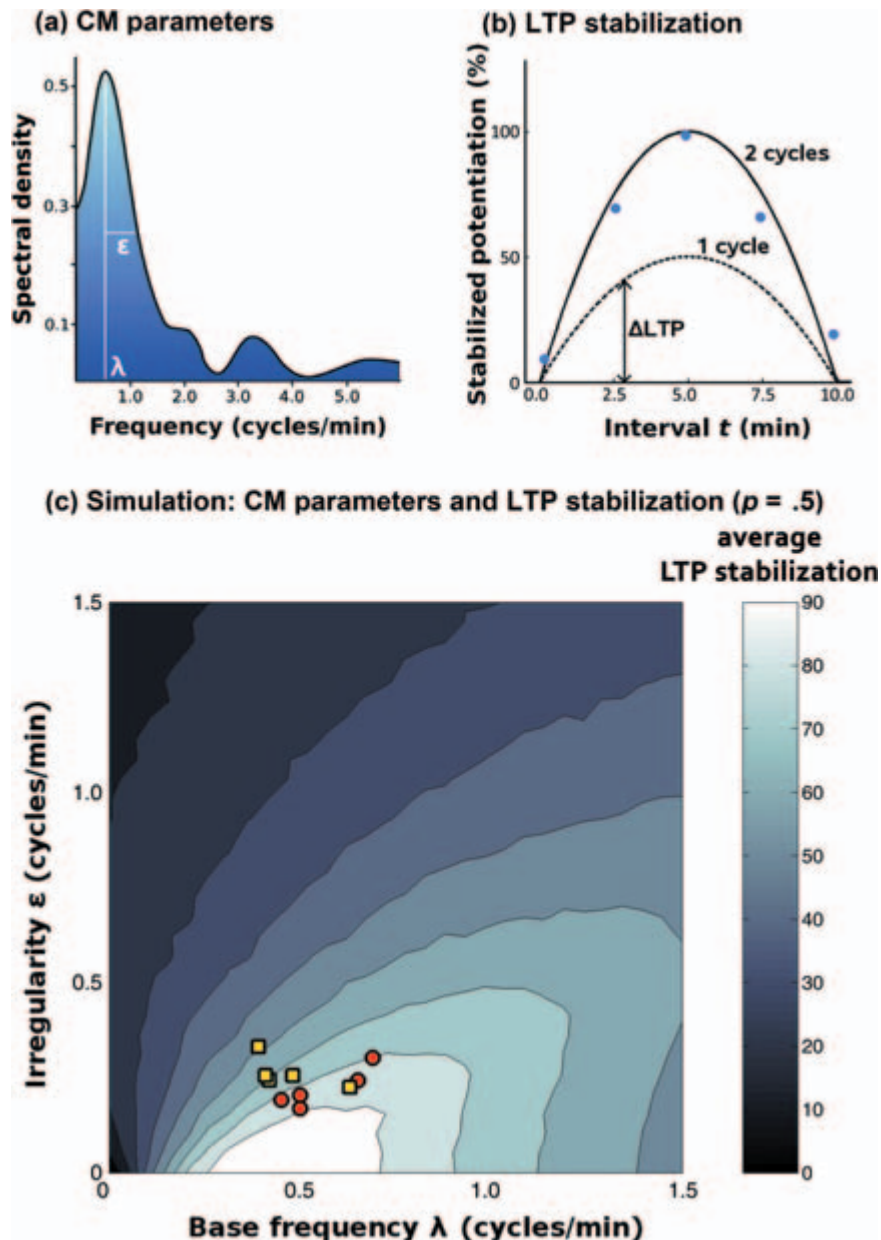 (a) CM parameters
Spectral density
0.5
0.3
0.1
ε
λ
1.0 2.0 3.0 4.0 5.0
Frequency (cycles/min)
(b) LTP stabilization
Stabilized potentiation (%)
100
50
0
2 cycles
1 cycle
ΔLTP
0.0 2.5 5.0 7.5 10.0
Interval t (min)
(c) Simulation: CM parameters and LTP stabilization (p = .5)
average
LTP stabilization
Irregularity ε (cycles/min)
1.5
1.0
0.5
0
0 0.5 1.0 1.5
Base frequency λ (cycles/min)
90
80
70
60
50
40
30
20
10
0